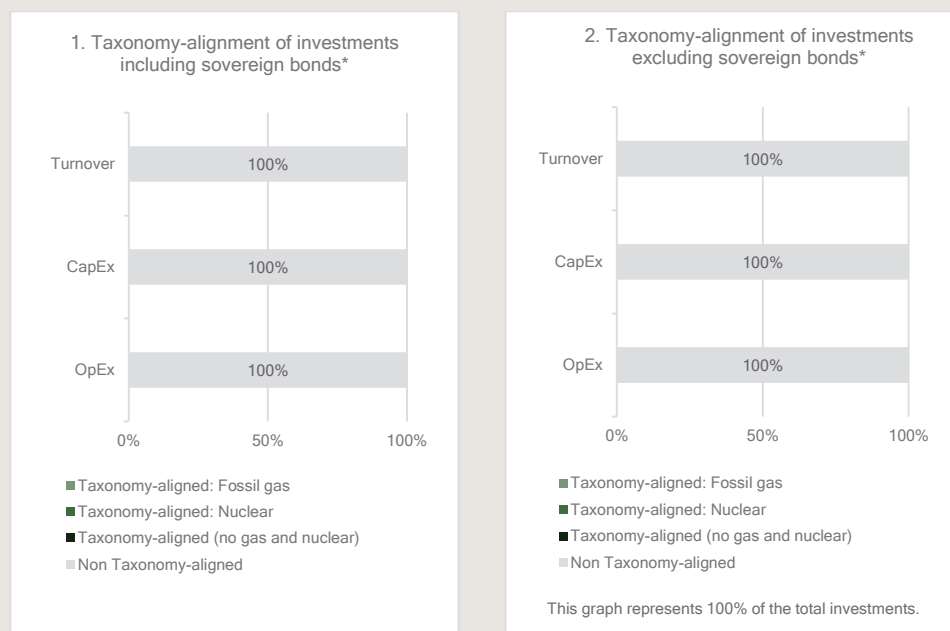 1. Taxonomy-alignment of investments
including sovereign bonds*
Turnover
100%
CapEx
100%
OpEx
100%
0%
50%
100%
Taxonomy-aligned: Fossil gas
Taxonomy-aligned: Nuclear
Taxonomy-aligned (no gas and nuclear)
Non Taxonomy-aligned
2. Taxonomy-alignment of investments
excluding sovereign bonds*
Turnover
100%
CapEx
100%
OpEx
100%
0%
50%
100%
Taxonomy-aligned: Fossil gas
Taxonomy-aligned: Nuclear
Taxonomy-aligned (no gas and nuclear)
Non Taxonomy-aligned
This graph represents 100% of the total investments.